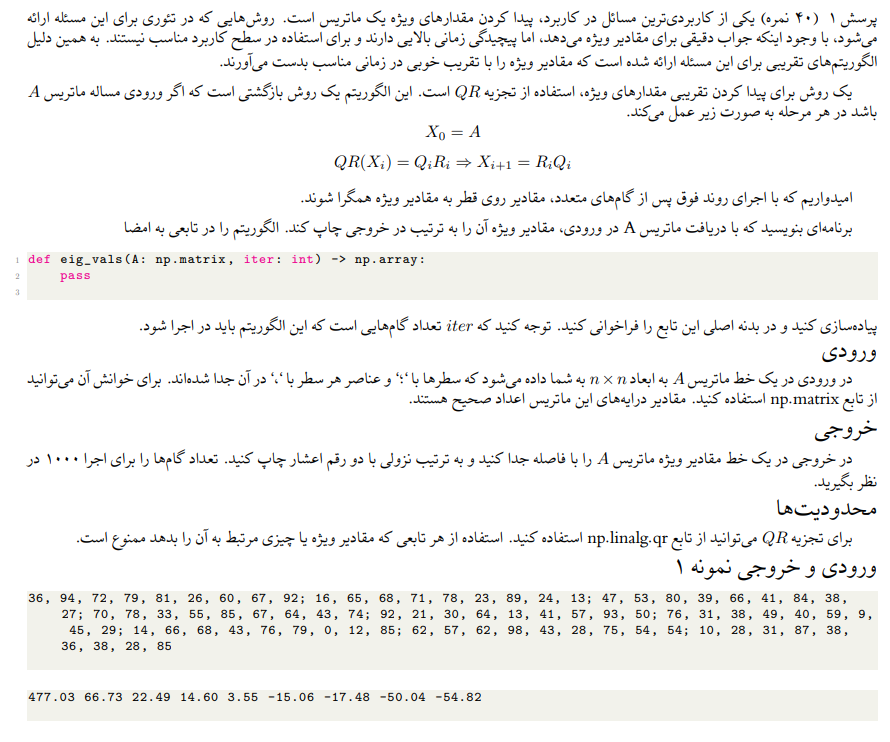 پرسش ۱ (۴۰ نمره) یکی از کاربردی‌ترین مسائل در کاربرد، پیدا کردن مقدارهای ویژه یک ماتریس است. روش‌هایی که در تئوری برای این مسئله ارائه
می‌شود، با وجود اینکه جواب دقیقی برای مقادیر ویژه می‌دهد، اما پیچیدگی زمانی بالایی دارند و برای استفاده در سطح کاربرد مناسب نیستند. به همین دلیل
الگوریتم‌های تقریبی برای این مسئله ارائه شده است که مقادیر ویژه را با تقریب خوبی در زمانی مناسب بدست می‌آورند.
یک روش برای پیدا کردن تقریبی مقدارهای ویژه، استفاده از تجزیه QR است. این الگوریتم یک روش بازگشتی است که اگر ورودی مساله ماتریس A
باشد در هر مرحله به صورت زیر عمل می‌کند.
X₀ = A
QR(Xᵢ) = QᵢRᵢ ⇒ Xᵢ₊₁ = RᵢQᵢ
امیدواریم که با اجرای روند فوق پس از گام‌های متعدد، مقادیر روی قطر به مقادیر ویژه همگرا شوند.
برنامه‌ای بنویسید که با دریافت ماتریس A در ورودی، مقادیر ویژه آن را به ترتیب در خروجی چاپ کند. الگوریتم را در تابعی به امضا
1 def eig_vals(A: np.matrix, iter: int) -> np.array:
2     pass
3
پیاده‌سازی کنید و در بدنه اصلی این تابع را فراخوانی کنید. توجه کنید که iter تعداد گام‌هایی است که این الگوریتم باید در اجرا شود.
ورودی
در ورودی در یک خط ماتریس A به ابعاد n × n به شما داده می‌شود که سطرها با ‘؛‘ و عناصر هر سطر با ‘،‘ در آن جدا شده‌اند. برای خوانش آن می‌توانید
از تابع np.matrix استفاده کنید. مقادیر درایه‌های این ماتریس اعداد صحیح هستند.
خروجی
در خروجی در یک خط مقادیر ویژه ماتریس A را با فاصله جدا کنید و به ترتیب نزولی با دو رقم اعشار چاپ کنید. تعداد گام‌ها را برای اجرا ۱۰۰۰ در
نظر بگیرید.
محدودیت‌ها
برای تجزیه QR می‌توانید از تابع np.linalg.qr استفاده کنید. استفاده از هر تابعی که مقادیر ویژه یا چیزی مرتبط به آن را بدهد ممنوع است.
ورودی و خروجی نمونه ۱
36, 94, 72, 79, 81, 26, 60, 67, 92; 16, 65, 68, 71, 78, 23, 89, 24, 13; 47, 53, 80, 39, 66, 41, 84, 38,
27; 70, 78, 33, 55, 85, 67, 64, 43, 74; 92, 21, 30, 64, 13, 41, 57, 93, 50; 76, 31, 38, 49, 40, 59, 9,
45, 29; 14, 66, 68, 43, 76, 79, 0, 12, 85; 62, 57, 62, 98, 43, 28, 75, 54, 54; 10, 28, 31, 87, 38,
36, 38, 28, 85
477.03 66.73 22.49 14.60 3.55 -15.06 -17.48 -50.04 -54.82